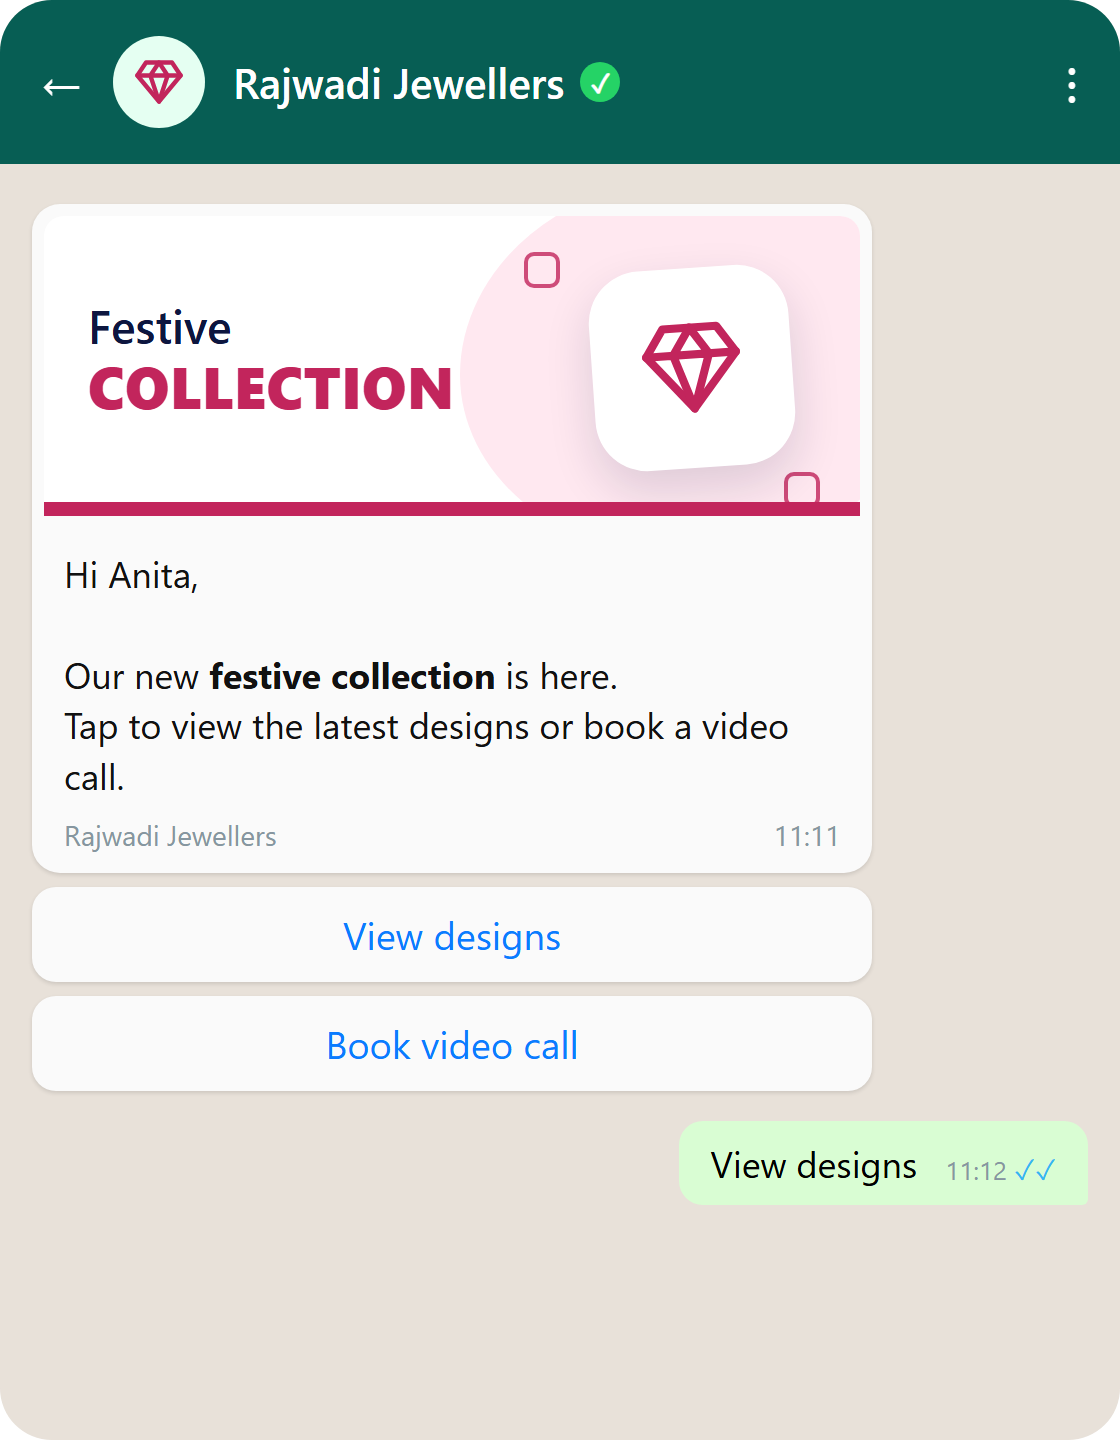 Rajwadi Jewellers
Festive
COLLECTION
Hi Anita,
Our new festive collection is here.
Tap to view the latest designs or book a video
call.
Rajwadi Jewellers 11:11
View designs
Book video call
View designs 11:12